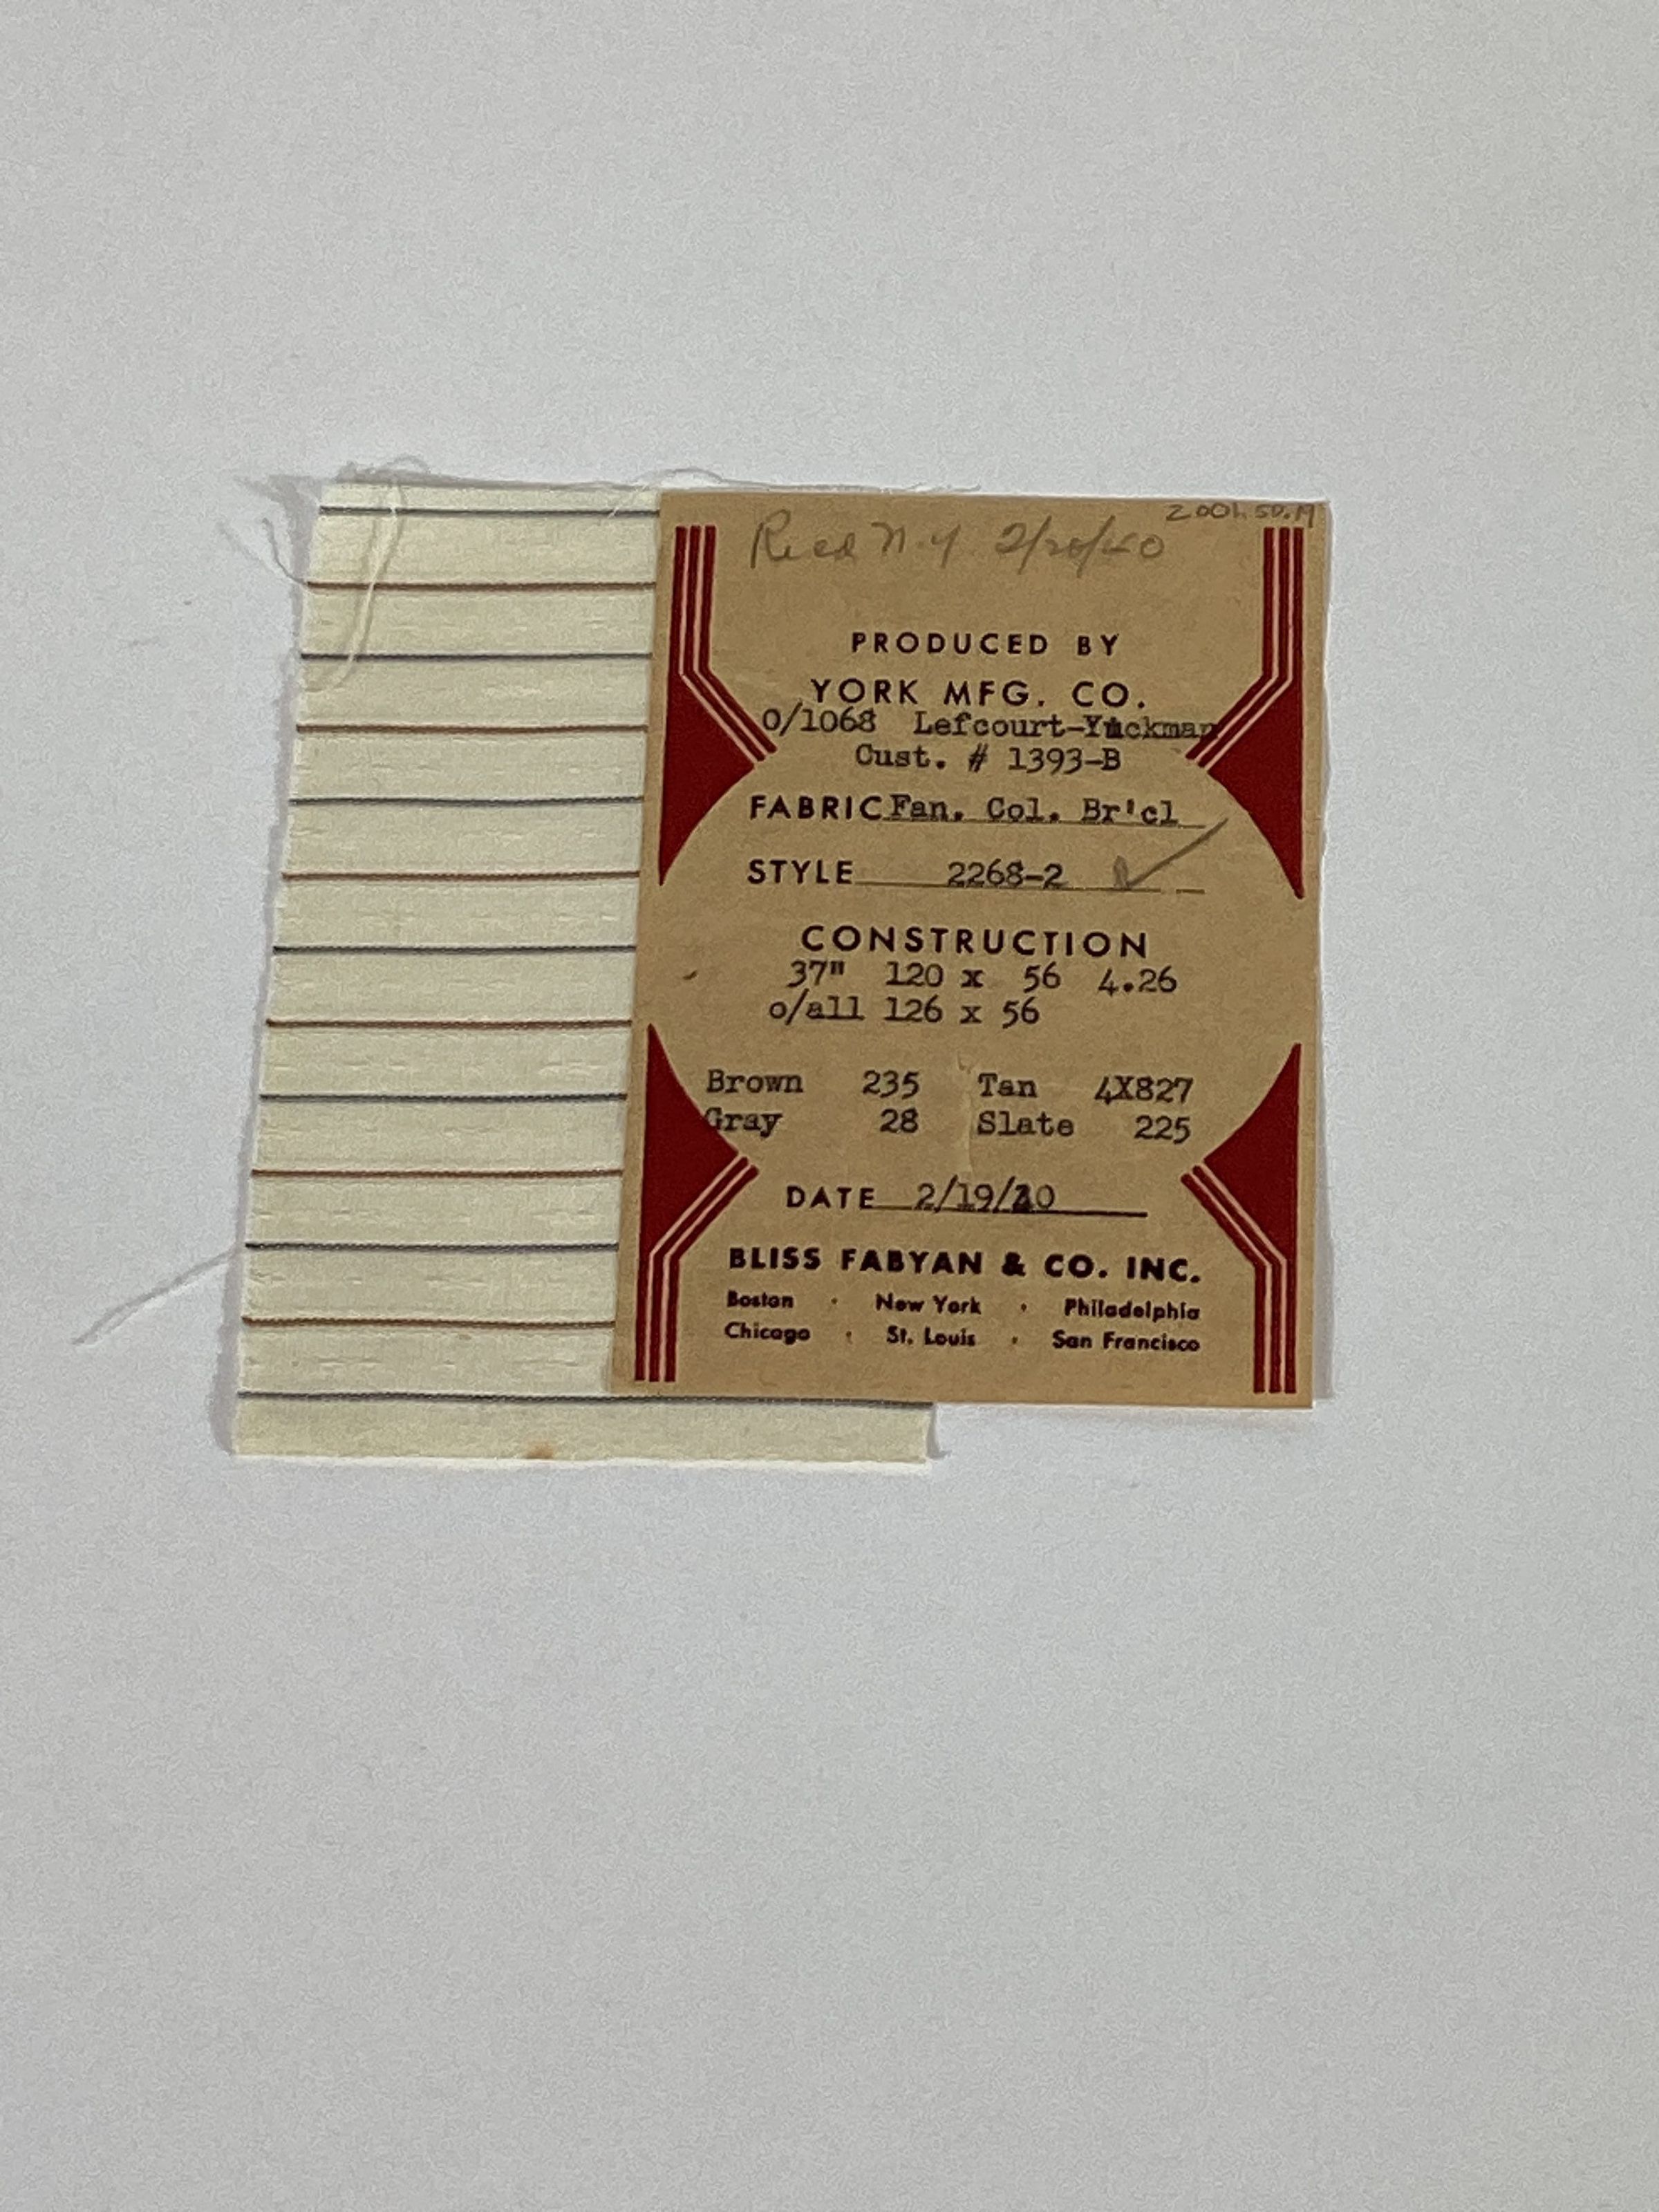 2001.50.19
Recd N.Y 2/20/40
PRODUCED BY
YORK MFG. CO.
0/1068 Lefcourt-Yuckman
Cust. # 1393-B
FABRIC Fan. Col. Br'cl
STYLE 2268-2
CONSTRUCTION
37" 120 x 56 4.26
o/all 126 x 56
Brown 235 Tan 4X827
Gray 28 Slate 225
DATE 2/19/40
BLISS FABYAN & CO. INC.
Boston · New York · Philadelphia
Chicago · St. Louis · San Francisco